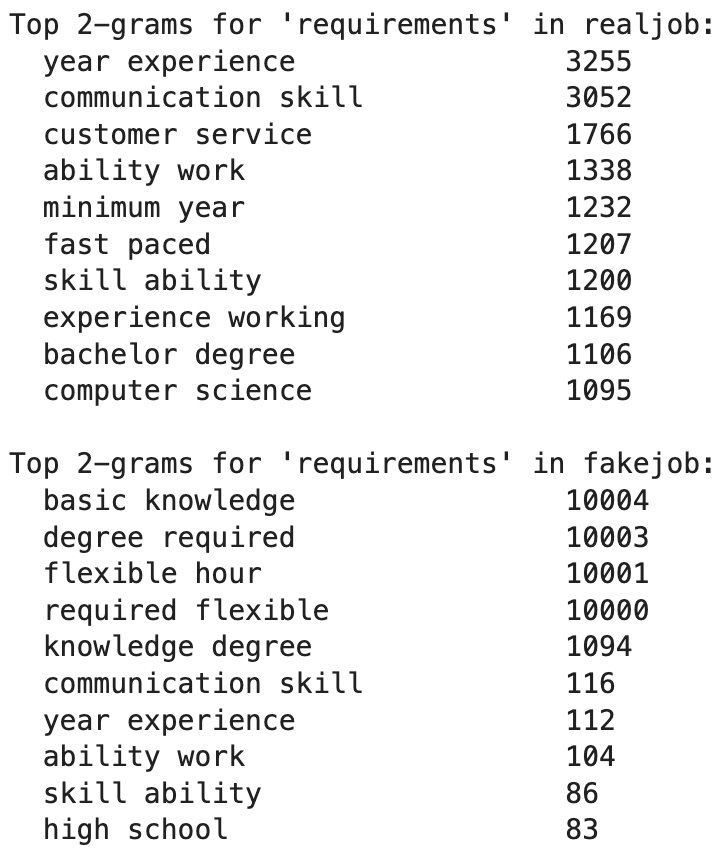 Top 2-grams for 'requirements' in realjob:
year experience 3255
communication skill 3052
customer service 1766
ability work 1338
minimum year 1232
fast paced 1207
skill ability 1200
experience working 1169
bachelor degree 1106
computer science 1095
Top 2-grams for 'requirements' in fakejob:
basic knowledge 10004
degree required 10003
flexible hour 10001
required flexible 10000
knowledge degree 1094
communication skill 116
year experience 112
ability work 104
skill ability 86
high school 83